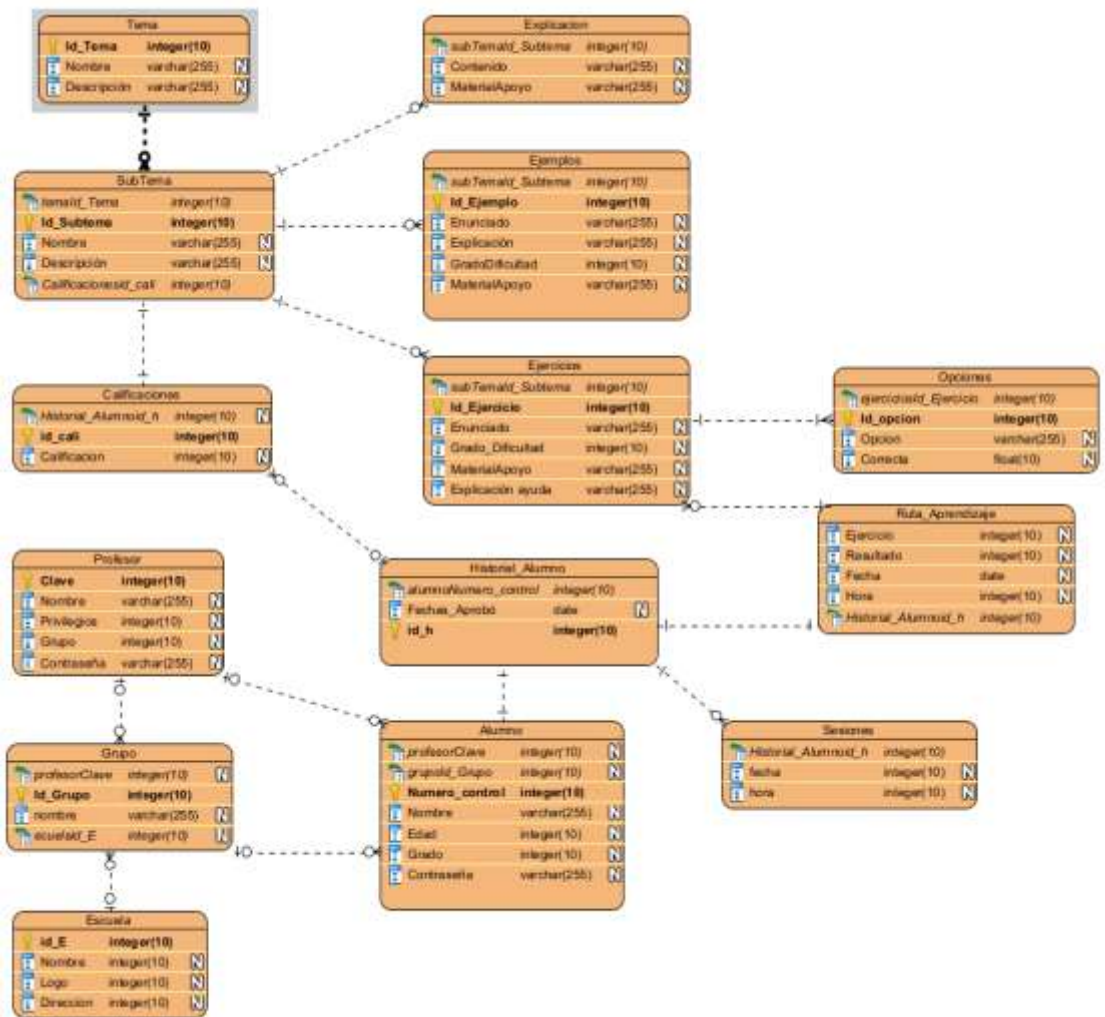 Tema
Id_Tema integer(10)
Nombre varchar(255) N
Descripción varchar(255) N
Explicacion
subTemaId_Subtema integer(10)
Contenido varchar(255) N
MaterialApoyo varchar(255) N
SubTema
temaId_Tema integer(10)
Id_Subtema integer(10)
Nombre varchar(255) N
Descripción varchar(255) N
Calificacionesid_cali integer(10)
Ejemplos
subTemaId_Subtema integer(10)
Id_Ejemplo integer(10)
Enunciado varchar(255) N
Explicación varchar(255) N
GradoDificultad integer(10) N
MaterialApoyo varchar(255) N
Calificaciones
Historial_Alumnoid_h integer(10) N
id_cali integer(10)
Calificacion integer(10) N
Ejercicios
subTemaId_Subtema integer(10)
Id_Ejercicio integer(10)
Enunciado varchar(255) N
Grado_Dificultad integer(10) N
MaterialApoyo varchar(255) N
Explicación ayuda varchar(255) N
Opciones
ejerciciosId_Ejercicio integer(10)
Id_opcion integer(10)
Opcion varchar(255) N
Correcta float(10) N
Ruta_Aprendizaje
Ejercicio integer(10) N
Resultado integer(10) N
Fecha date N
Hora integer(10) N
Historial_Alumnoid_h integer(10)
Profesor
Clave integer(10)
Nombre varchar(255) N
Privilegios integer(10) N
Grupo integer(10) N
Contraseña varchar(255) N
Historial_Alumno
alumnoNumero_control integer(10)
Fechas_Aprobó date N
id_h integer(10)
Grupo
profesorClave integer(10) N
Id_Grupo integer(10)
nombre varchar(255) N
ecuelaId_E integer(10) N
Alumno
profesorClave integer(10) N
grupoId_Grupo integer(10) N
Numero_control integer(10)
Nombre varchar(255) N
Edad integer(10) N
Grado integer(10) N
Contraseña varchar(255) N
Sesiones
Historial_Alumnoid_h integer(10)
fecha integer(10) N
hora integer(10) N
Escuela
id_E integer(10)
Nombre integer(10) N
Logo integer(10) N
Direccion integer(10) N